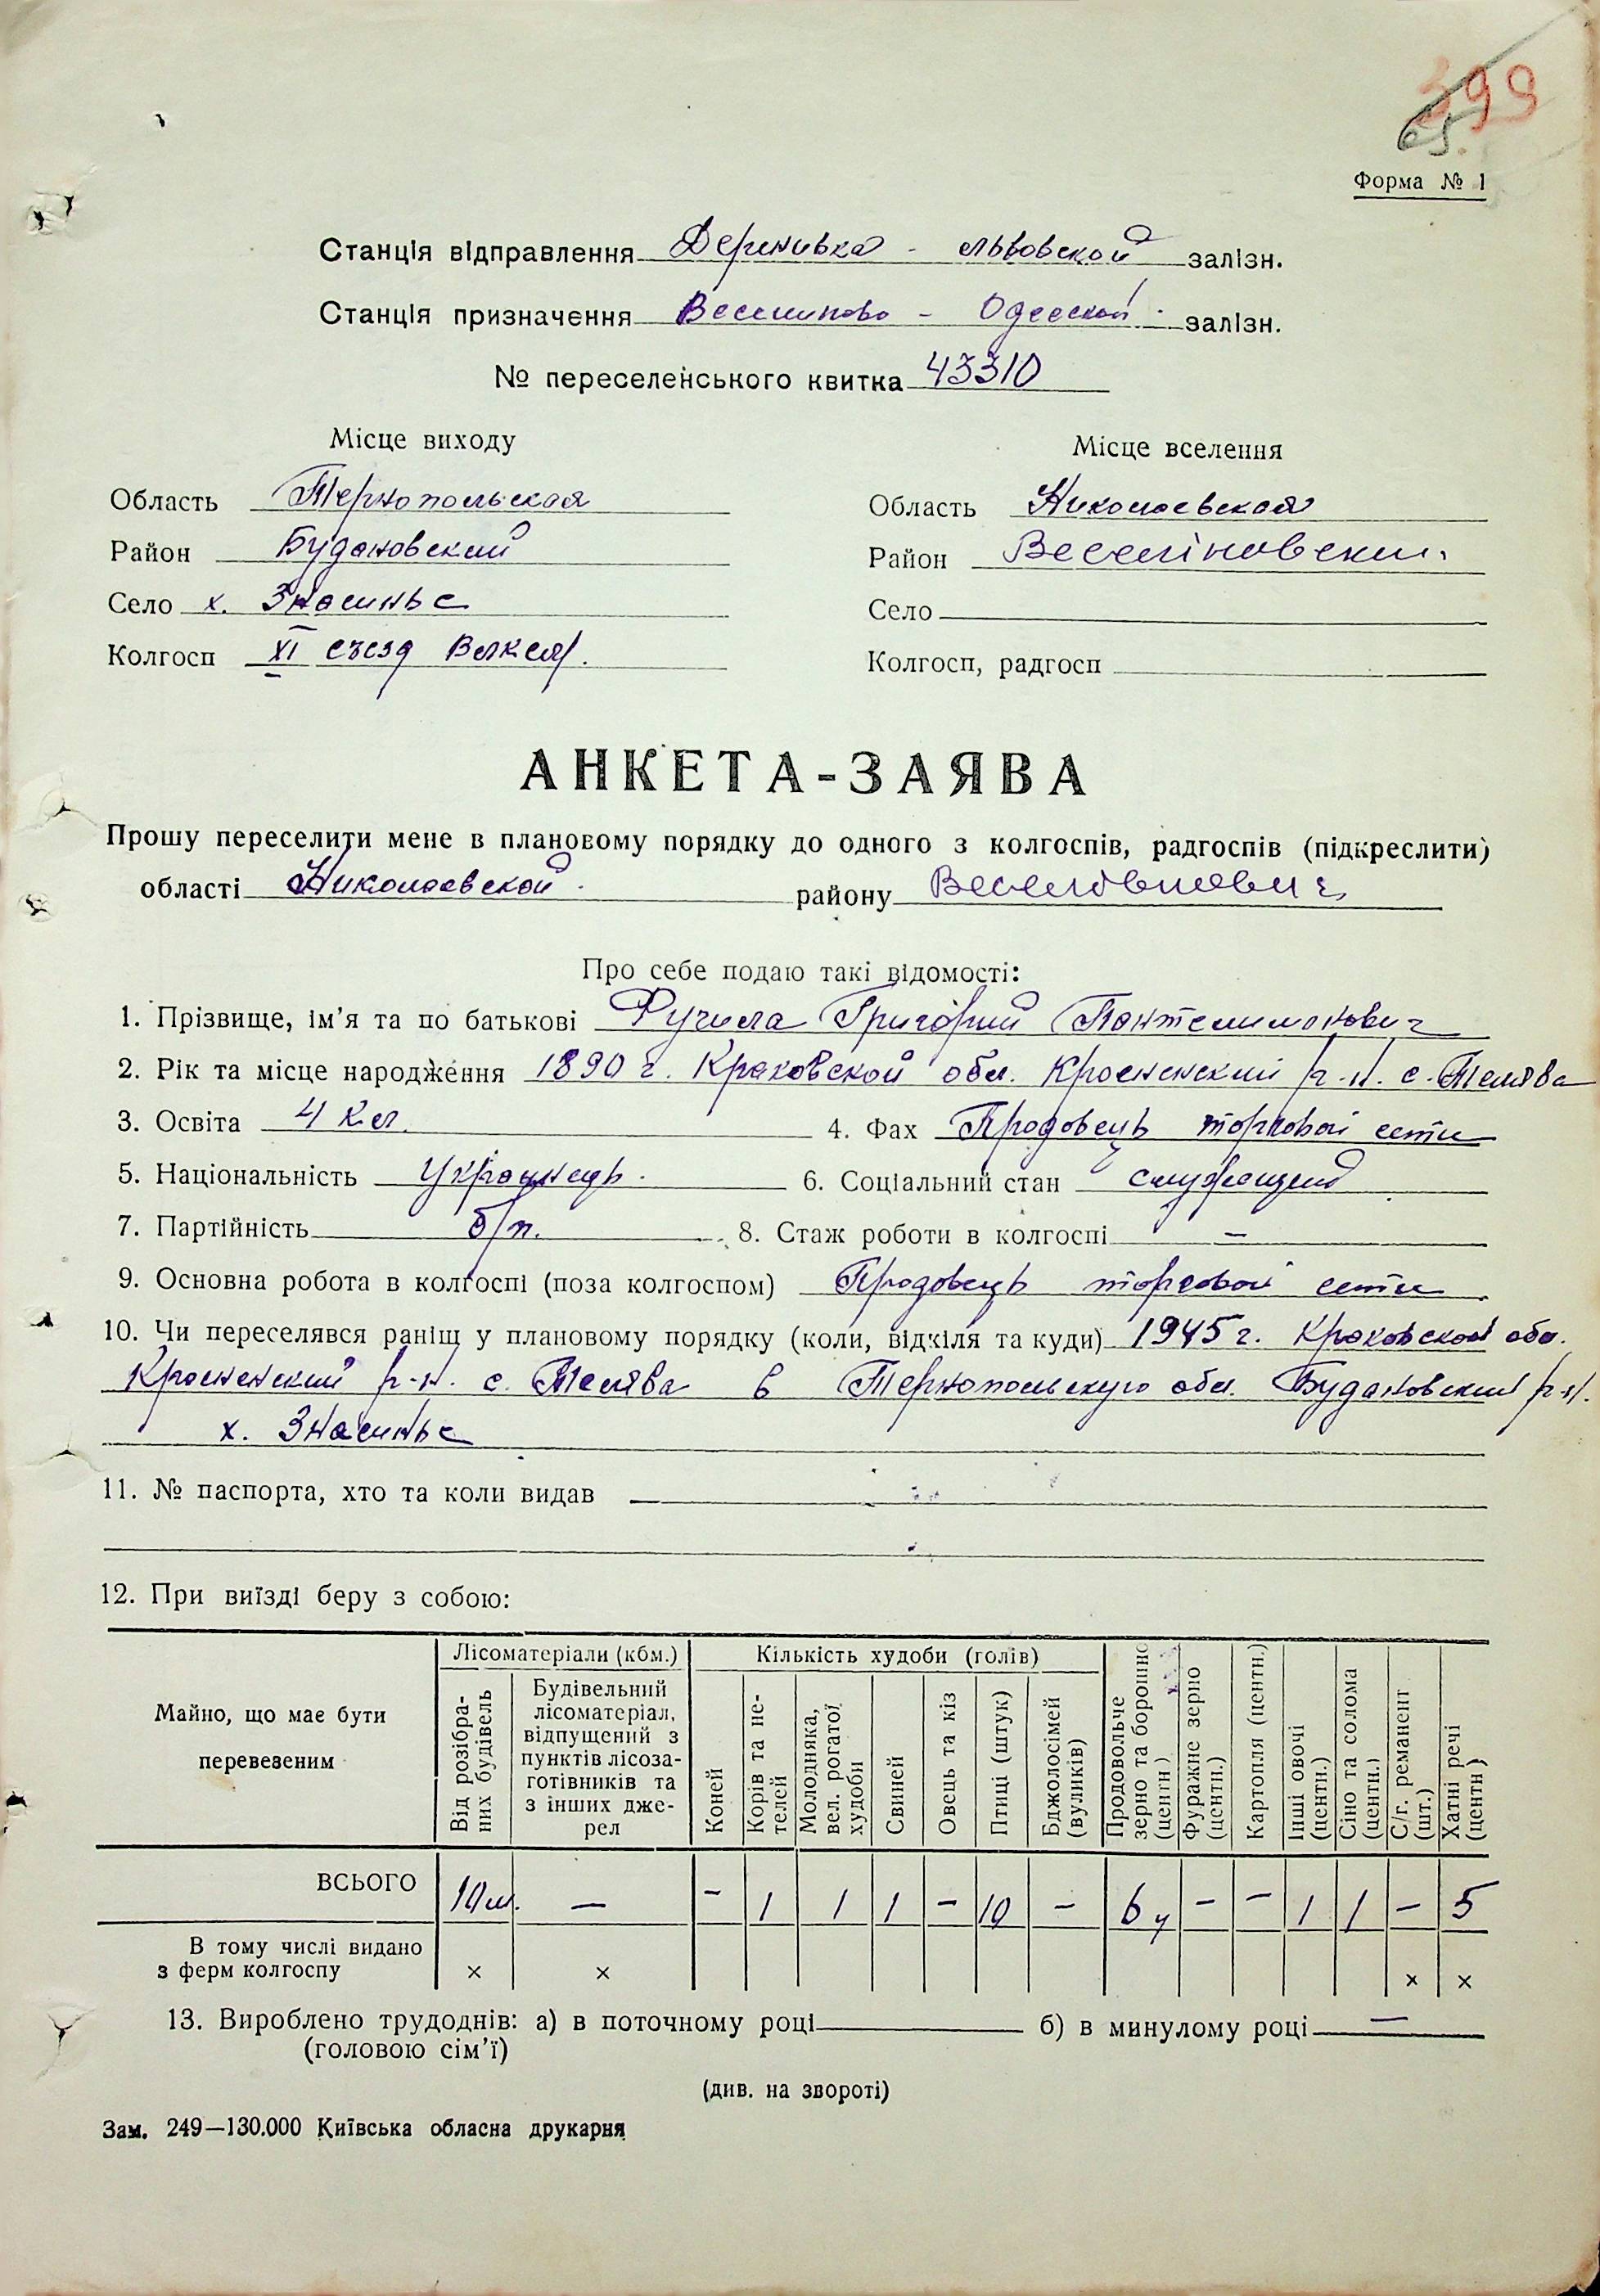 399
65.
Форма № 1
Станція відправлення Деренивка - Львовской залізн.
Станція призначення Веселиново - Одесской залізн.
№ переселенського квитка 43310
Місце виходу
Місце вселення
Область Тернопольская
Область Николаевская
Район Будановский
Район Веселіновский
Село х. Знасинье
Село
Колгосп XI съезд Влксм.
Колгосп, радгосп
АНКЕТА-ЗАЯВА
Прошу переселити мене в плановому порядку до одного з колгоспів, радгоспів (підкреслити)
області Николаевской району
Про себе подаю такі відомості:
1. Прізвище, ім’я та по батькові Фучила Григорий Пантелимонович
2. Рік та місце народження 1890 г. Краковской обл. Кросненский р-н. с. Телява
3. Освіта 4 кл. 4. Фах Продовець торговой сети
5. Національність Украинець. 6. Соціальний стан служащий
7. Партійність б/п. 8. Стаж роботи в колгоспі —
9. Основна робота в колгоспі (поза колгоспом) Продовець торговой сети
10. Чи переселявся раніш у плановому порядку (коли, відкіля та куди) 1945 г. Краковской обл.
Кросненский р-н. с. Телява в Тернопольскую обл. Будановский р-н.
х. Знасинье
11. № паспорта, хто та коли видав
12. При виїзді беру з собою:
Майно, що має бути перевезеним
Лісоматеріали (кбм.)
Кількість худоби (голів)
Від розібраних будівель
Будівельний лісоматеріал, відпущений з пунктів лісозаготівників та з інших джерел
Коней
Корів та нетелей
Молодняка, вел. рогатої худоби
Свиней
Овець та кіз
Птиці (штук)
Бджолосімей (вуликів)
Продовольче зерно та борошно (центн)
Фуражне зерно (центн.)
Картопля (центн.)
Інші овочі (центн.)
Сіно та солома (центн.)
С/г. реманент (шт.)
Хатні речі (центн)
ВСЬОГО 10м. — - 1 1 1 - 10 - 6ц - - 1 1 - 5
В тому числі видано
з ферм колгоспу × × × ×
13. Вироблено трудоднів: а) в поточному році б) в минулому році —
(головою сім’ї)
(див. на звороті)
Зам. 249—130.000 Київська обласна друкарня